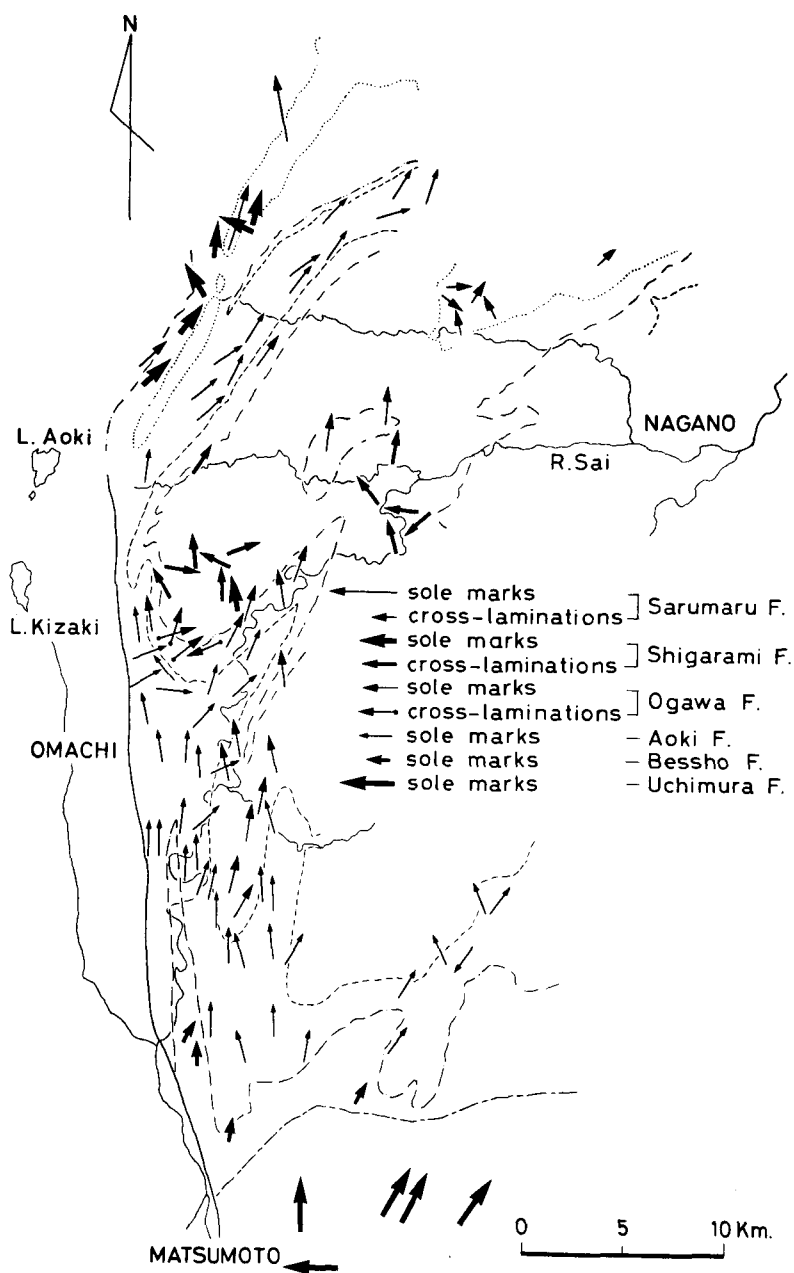 N
L. Aoki
NAGANO
R. Sai
L. Kizaki
sole marks
cross-laminations
Sarumaru F.
sole marks
cross-laminations
Shigarami F.
sole marks
cross-laminations
Ogawa F.
sole marks – Aoki F.
sole marks – Bessho F.
sole marks – Uchimura F.
OMACHI
MATSUMOTO
0 5 10 Km.